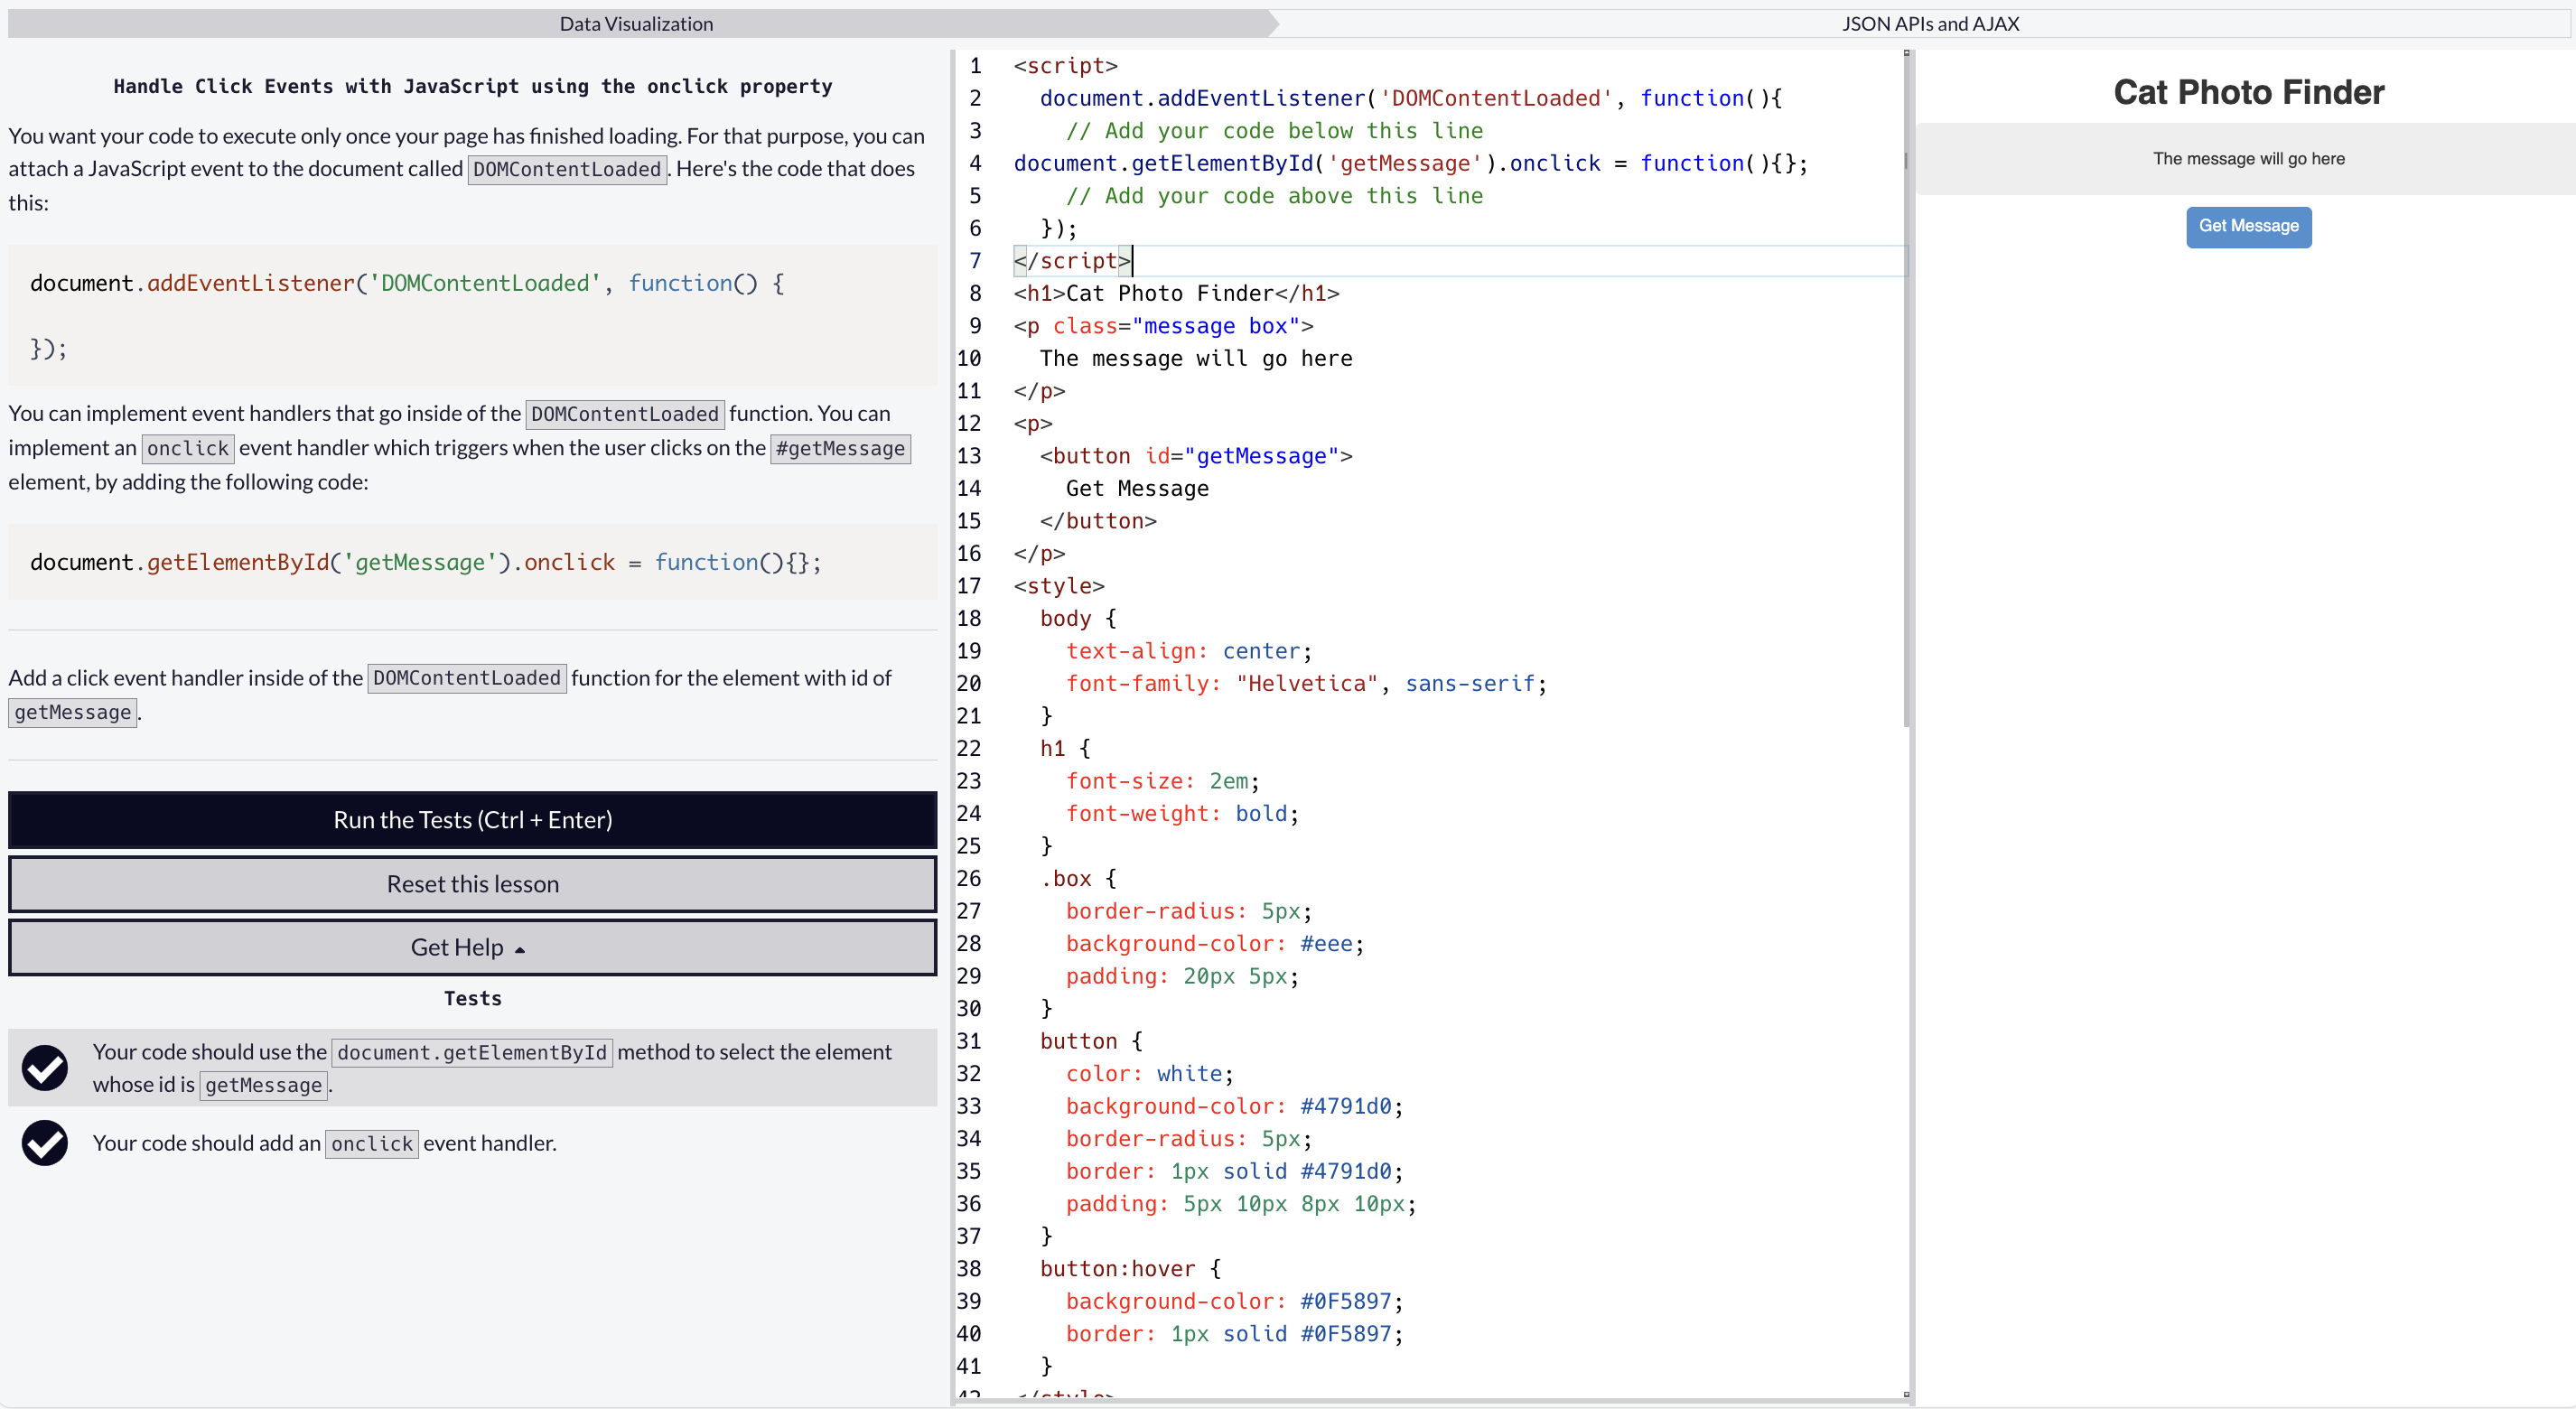 Data Visualization
JSON APIs and AJAX
Handle Click Events with JavaScript using the onclick property
You want your code to execute only once your page has finished loading. For that purpose, you can
attach a JavaScript event to the document called DOMContentLoaded. Here's the code that does
this:
document.addEventListener('DOMContentLoaded', function() {
});
You can implement event handlers that go inside of the DOMContentLoaded function. You can
implement an onclick event handler which triggers when the user clicks on the #getMessage
element, by adding the following code:
document.getElementById('getMessage').onclick = function(){};
Add a click event handler inside of the DOMContentLoaded function for the element with id of
getMessage.
Run the Tests (Ctrl + Enter)
Reset this lesson
Get Help
Tests
Your code should use the document.getElementById method to select the element
whose id is getMessage.
Your code should add an onclick event handler.
1 <script>
2 document.addEventListener('DOMContentLoaded', function(){
3 // Add your code below this line
4 document.getElementById('getMessage').onclick = function(){};
5 // Add your code above this line
6 });
7 </script>
8 <h1>Cat Photo Finder</h1>
9 <p class="message box">
10 The message will go here
11 </p>
12 <p>
13 <button id="getMessage">
14 Get Message
15 </button>
16 </p>
17 <style>
18 body {
19 text-align: center;
20 font-family: "Helvetica", sans-serif;
21 }
22 h1 {
23 font-size: 2em;
24 font-weight: bold;
25 }
26 .box {
27 border-radius: 5px;
28 background-color: #eee;
29 padding: 20px 5px;
30 }
31 button {
32 color: white;
33 background-color: #4791d0;
34 border-radius: 5px;
35 border: 1px solid #4791d0;
36 padding: 5px 10px 8px 10px;
37 }
38 button:hover {
39 background-color: #0F5897;
40 border: 1px solid #0F5897;
41 }
42 </style>
Cat Photo Finder
The message will go here
Get Message